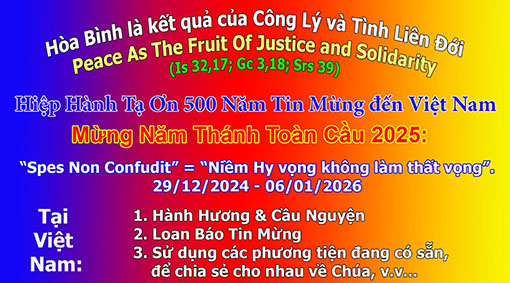 Hòa Bình là kết quả của Công Lý và Tình Liên Đới
Peace As The Fruit Of Justice and Solidarity
(Is 32,17; Gc 3,18; Srs 39)
Hiệp Hành Tạ Ơn 500 Năm Tin Mừng đến Việt Nam
Mừng Năm Thánh Toàn Cầu 2025:
“Spes Non Confudit” = “Niềm Hy vọng không làm thất vọng”.
29/12/2024 - 06/01/2026
Tại
Việt
Nam:
1. Hành Hương & Cầu Nguyện
2. Loan Báo Tin Mừng
3. Sử dụng các phương tiện đang có sẵn,
để chia sẻ cho nhau về Chúa, v.v...